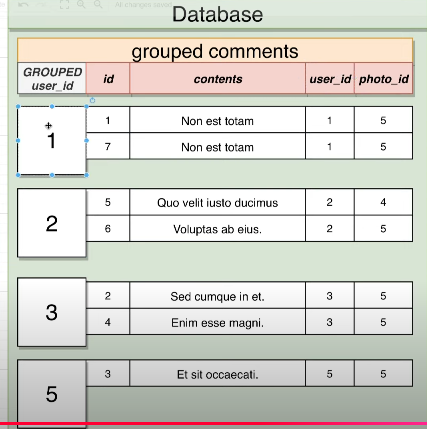 All changes saved
Database
grouped comments
GROUPED user_id id contents user_id photo_id
1
1 Non est totam 1 5
7 Non est totam 1 5
2
5 Quo velit iusto ducimus 2 4
6 Voluptas ab eius. 2 5
3
2 Sed cumque in et. 3 5
4 Enim esse magni. 3 5
5
3 Et sit occaecati. 5 5